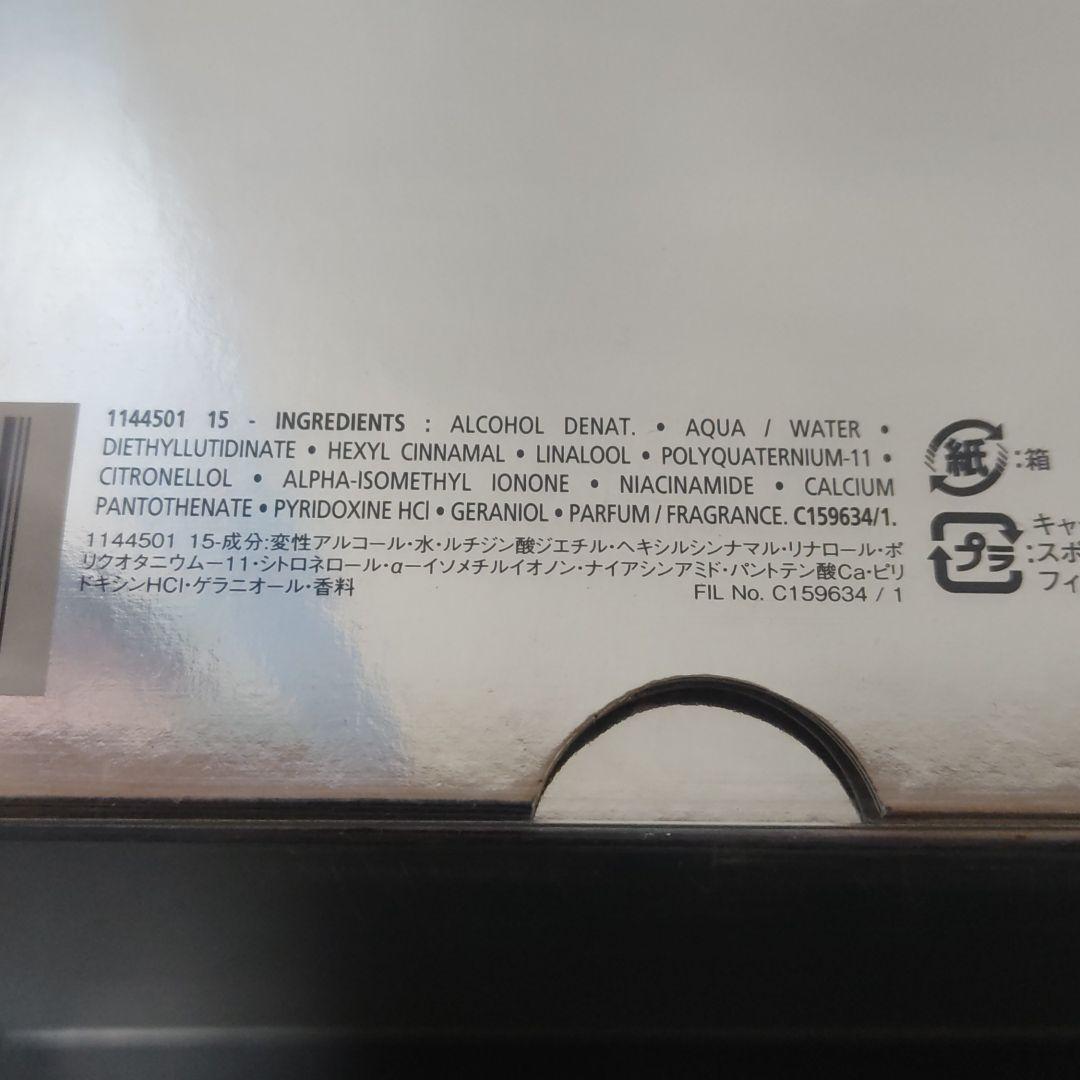 1144501 15 - INGREDIENTS : ALCOHOL DENAT. • AQUA / WATER •
DIETHYLLUTIDINATE • HEXYL CINNAMAL • LINALOOL • POLYQUATERNIUM-11 •
CITRONELLOL • ALPHA-ISOMETHYL IONONE • NIACINAMIDE • CALCIUM
PANTOTHENATE • PYRIDOXINE HCl • GERANIOL • PARFUM / FRAGRANCE. C159634/1.
1144501 15-成分:変性アルコール・水・ルチジン酸ジエチル・ヘキシルシンナマル・リナロール・ポ
リクオタニウムー11・シトロネロール・αーイソメチルイオノン・ナイアシンアミド・パントテン酸Ca・ピリ
ドキシンHCl・ゲラニオール・香料
FIL No. C159634 / 1
紙:箱
キャ
プラ:スポ
フィ